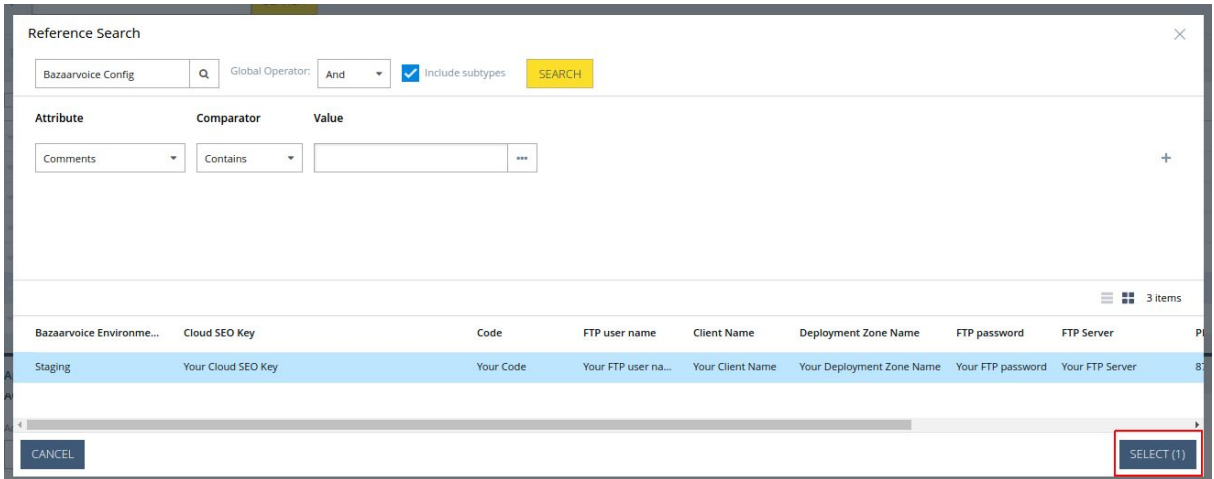 Reference Search
Bazaarvoice Config Global Operator: And Include subtypes SEARCH
Attribute Comparator Value
Comments Contains
3 items
Bazaarvoice Environme... Cloud SEO Key Code FTP user name Client Name Deployment Zone Name FTP password FTP Server
Staging Your Cloud SEO Key Your Code Your FTP user na... Your Client Name Your Deployment Zone Name Your FTP password Your FTP Server
CANCEL SELECT (1)